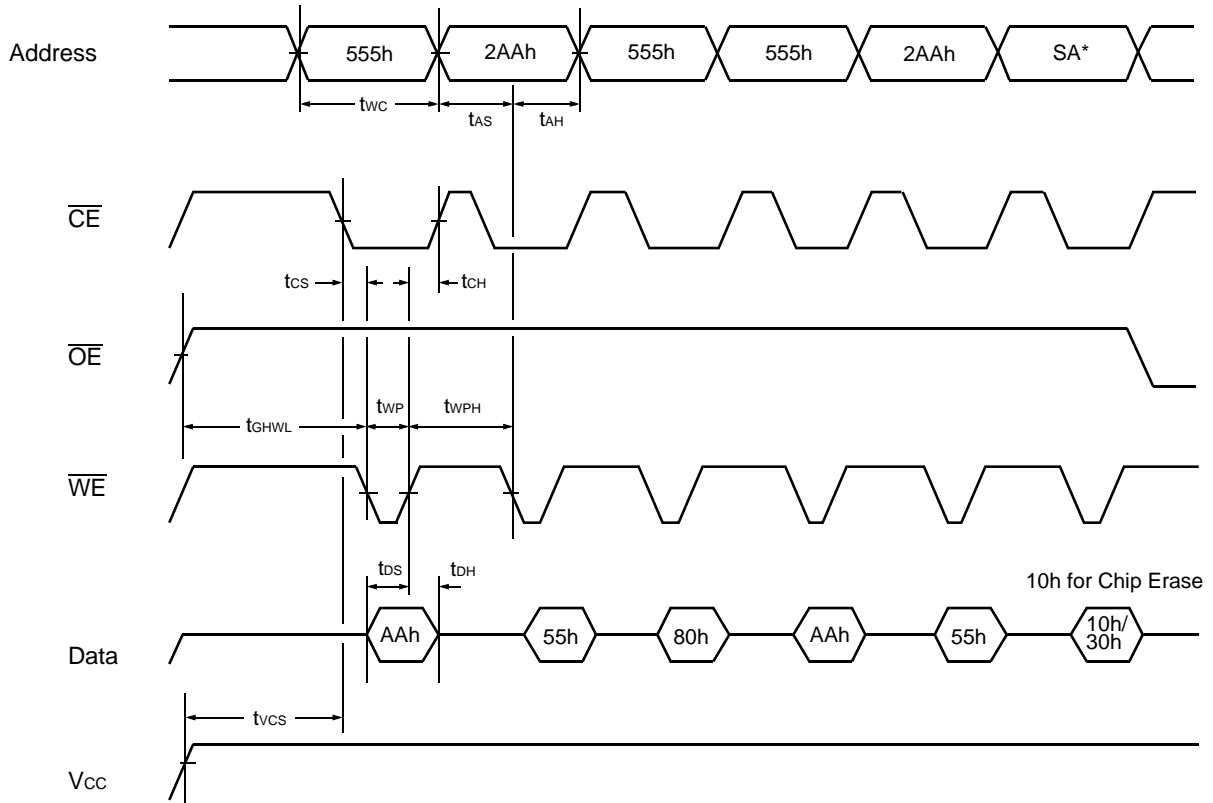 Address
555h
2AAh
555h
555h
2AAh
SA*
tWC
tAS
tAH
CE
tCS
tCH
OE
tGHWL
tWP
tWPH
WE
tDS
tDH
10h for Chip Erase
Data
AAh
55h
80h
AAh
55h
10h/
30h
tVCS
VCC